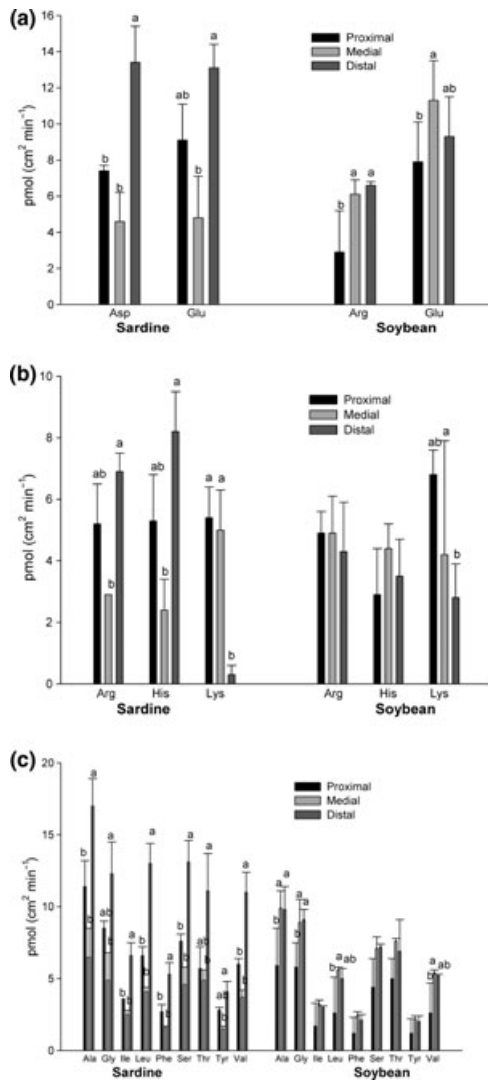 (a)
16
14
12
10
8
6
4
2
0
pmol (cm² min⁻¹)
Proximal
Medial
Distal
b b a ab b a b a a b a ab
Asp Glu Arg Glu
Sardine Soybean
(b)
10
8
6
4
2
0
pmol (cm² min⁻¹)
Proximal
Medial
Distal
ab b a ab b a a a b ab a b
Arg His Lys Arg His Lys
Sardine Soybean
(c)
20
15
10
5
0
pmol (cm² min⁻¹)
Proximal
Medial
Distal
Ala Gly Ile Leu Phe Ser Thr Tyr Val Ala Gly Ile Leu Phe Ser Thr Tyr Val
Sardine Soybean